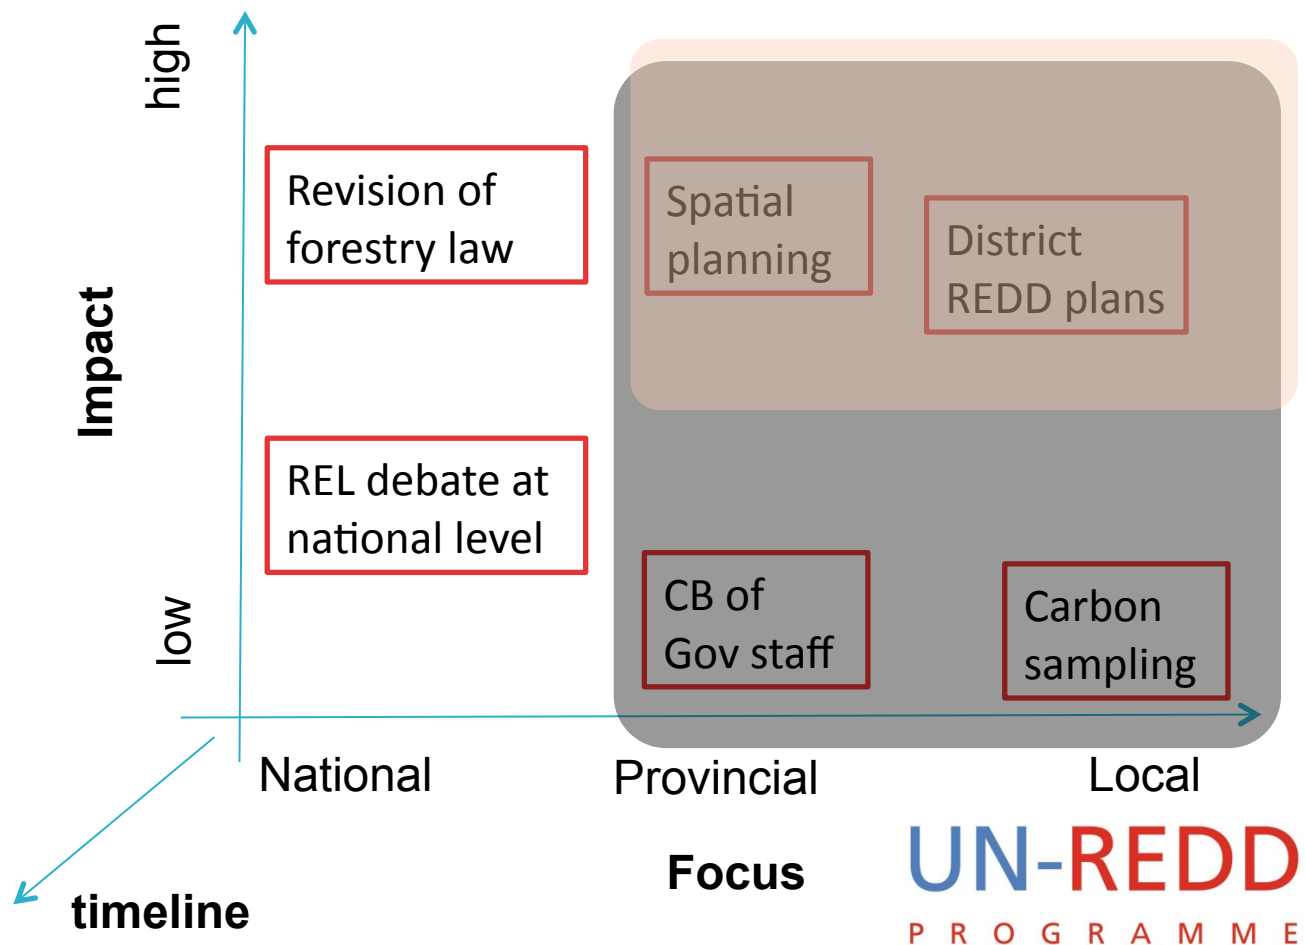 high
Revision of
forestry law
Spatial
planning
District
REDD plans
Impact
REL debate at
national level
low
CB of
Gov staff
Carbon
sampling
National
Provincial
Local
Focus
timeline
UN-REDD
PROGRAMME